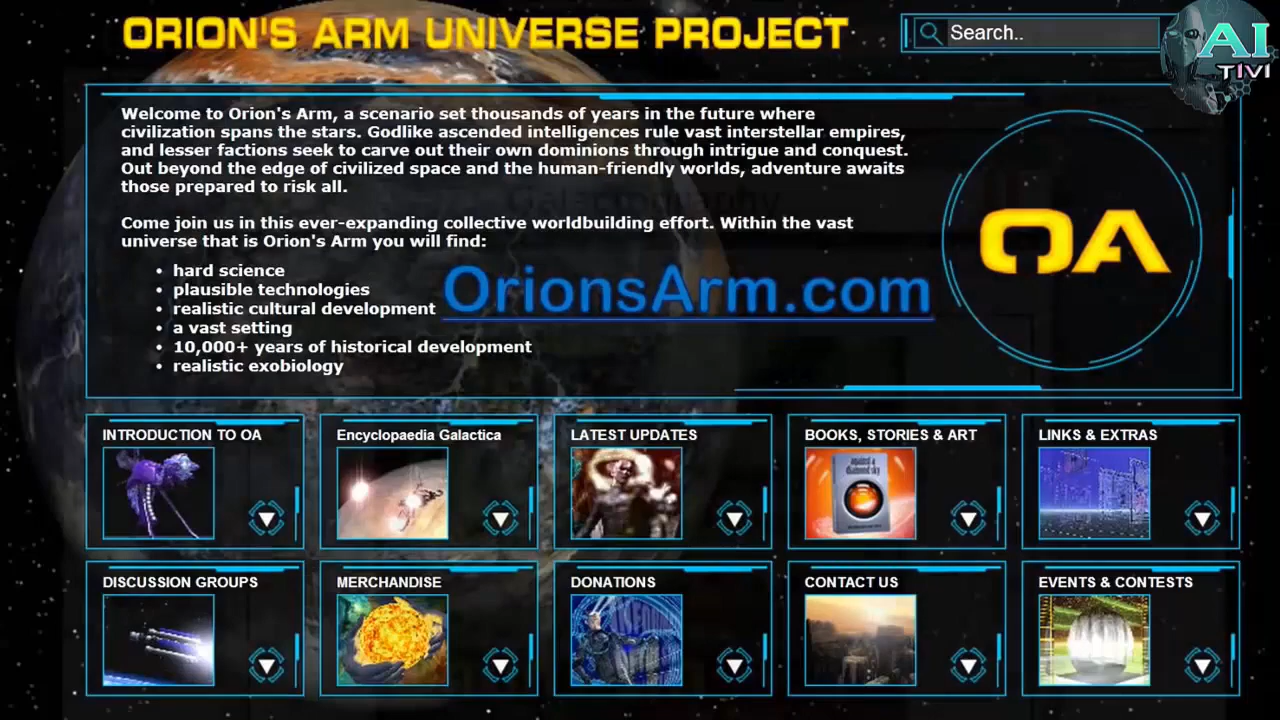 ORION'S ARM UNIVERSE PROJECT
Search..
AI
TIVI
Welcome to Orion's Arm, a scenario set thousands of years in the future where
civilization spans the stars. Godlike ascended intelligences rule vast interstellar empires,
and lesser factions seek to carve out their own dominions through intrigue and conquest.
Out beyond the edge of civilized space and the human-friendly worlds, adventure awaits
those prepared to risk all.
Come join us in this ever-expanding collective worldbuilding effort. Within the vast
universe that is Orion's Arm you will find:
• hard science
• plausible technologies
• realistic cultural development
• a vast setting
• 10,000+ years of historical development
• realistic exobiology
OrionsArm.com
OA
INTRODUCTION TO OA
Encyclopaedia Galactica
LATEST UPDATES
BOOKS, STORIES & ART
against a
diamond sky
LINKS & EXTRAS
DISCUSSION GROUPS
MERCHANDISE
DONATIONS
CONTACT US
EVENTS & CONTESTS